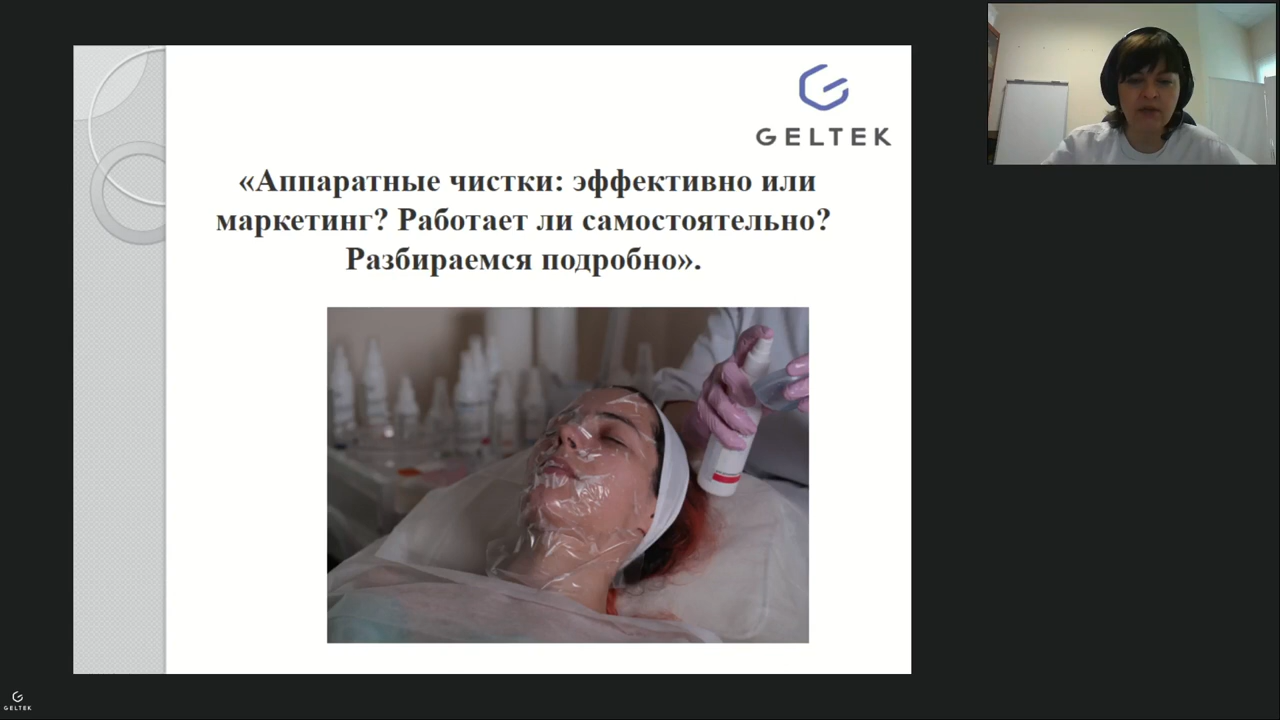 GELTEK
«Аппаратные чистки: эффективно или
маркетинг? Работает ли самостоятельно?
Разбираемся подробно».
GELTEK